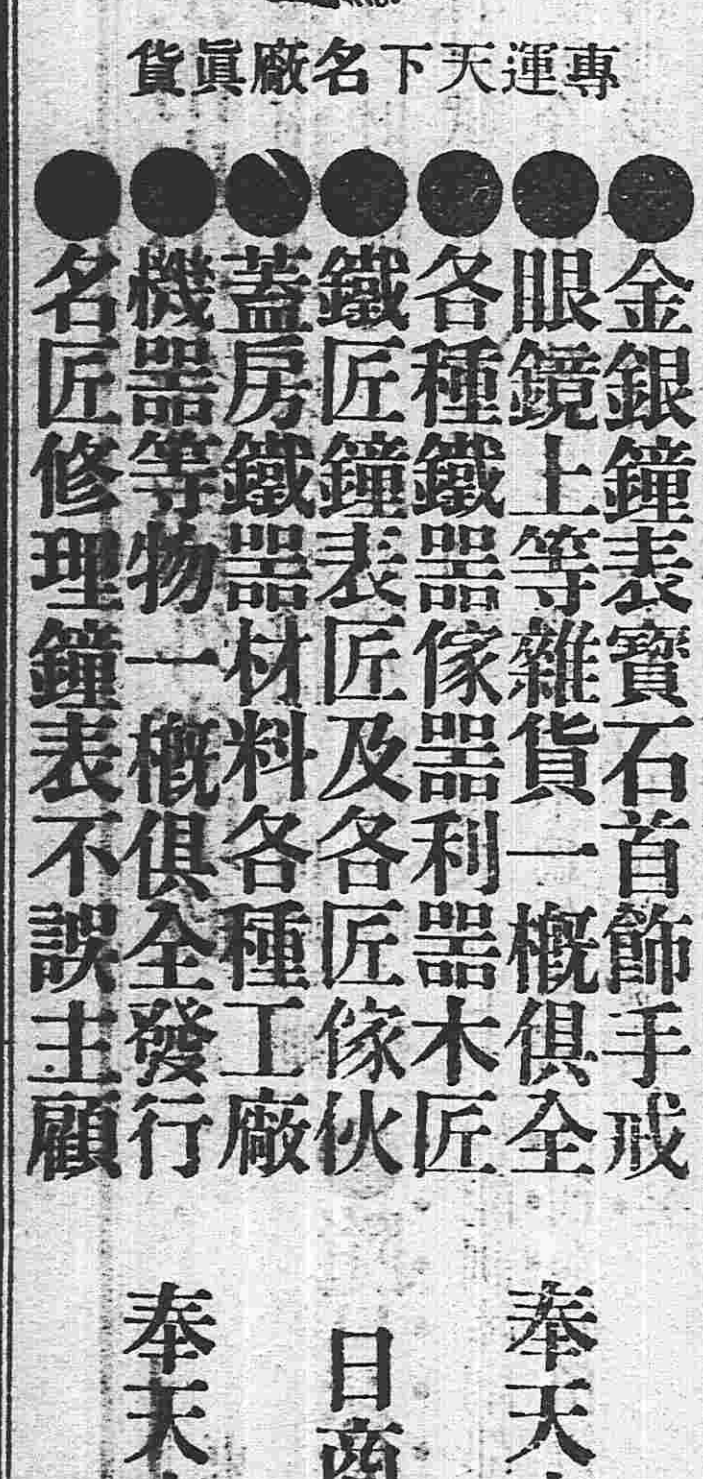 專運天下名廠眞貨
●金銀鐘表寶石首飾手戒
●眼鏡上等雜貨一概俱全
●各種鐵器傢器利器木匠
●鐵匠鐘表匠及各匠傢伙
●蓋房鐵器材料各種工廠
●機器等物一概俱全發行
●名匠修理鐘表不誤主顧
奉天
日商
奉天